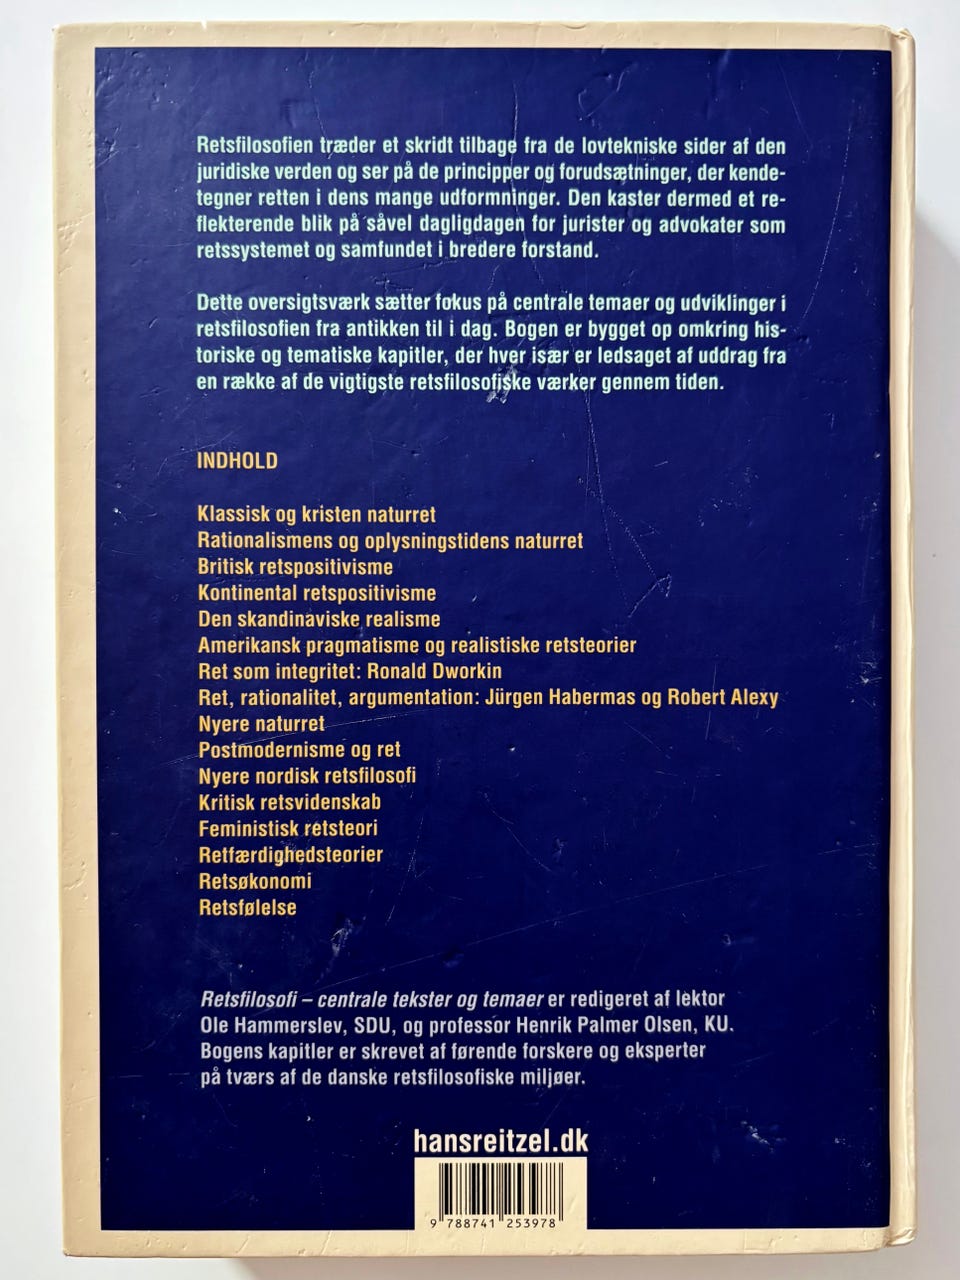 Retsfilosofien træder et skridt tilbage fra de lovtekniske sider af den
juridiske verden og ser på de principper og forudsætninger, der kende-
tegner retten i dens mange udformninger. Den kaster dermed et re-
flekterende blik på såvel dagligdagen for jurister og advokater som
retssystemet og samfundet i bredere forstand.
Dette oversigtsværk sætter fokus på centrale temaer og udviklinger i
retsfilosofien fra antikken til i dag. Bogen er bygget op omkring his-
toriske og tematiske kapitler, der hver især er ledsaget af uddrag fra
en række af de vigtigste retsfilosofiske værker gennem tiden.
INDHOLD
Klassisk og kristen naturret
Rationalismens og oplysningstidens naturret
Britisk retspositivisme
Kontinental retspositivisme
Den skandinaviske realisme
Amerikansk pragmatisme og realistiske retsteorier
Ret som integritet: Ronald Dworkin
Ret, rationalitet, argumentation: Jürgen Habermas og Robert Alexy
Nyere naturret
Postmodernisme og ret
Nyere nordisk retsfilosofi
Kritisk retsvidenskab
Feministisk retsteori
Retfærdighedsteorier
Retsøkonomi
Retsfølelse
Retsfilosofi – centrale tekster og temaer er redigeret af lektor
Ole Hammerslev, SDU, og professor Henrik Palmer Olsen, KU.
Bogens kapitler er skrevet af førende forskere og eksperter
på tværs af de danske retsfilosofiske miljøer.
hansreitzel.dk
9 788741 253978